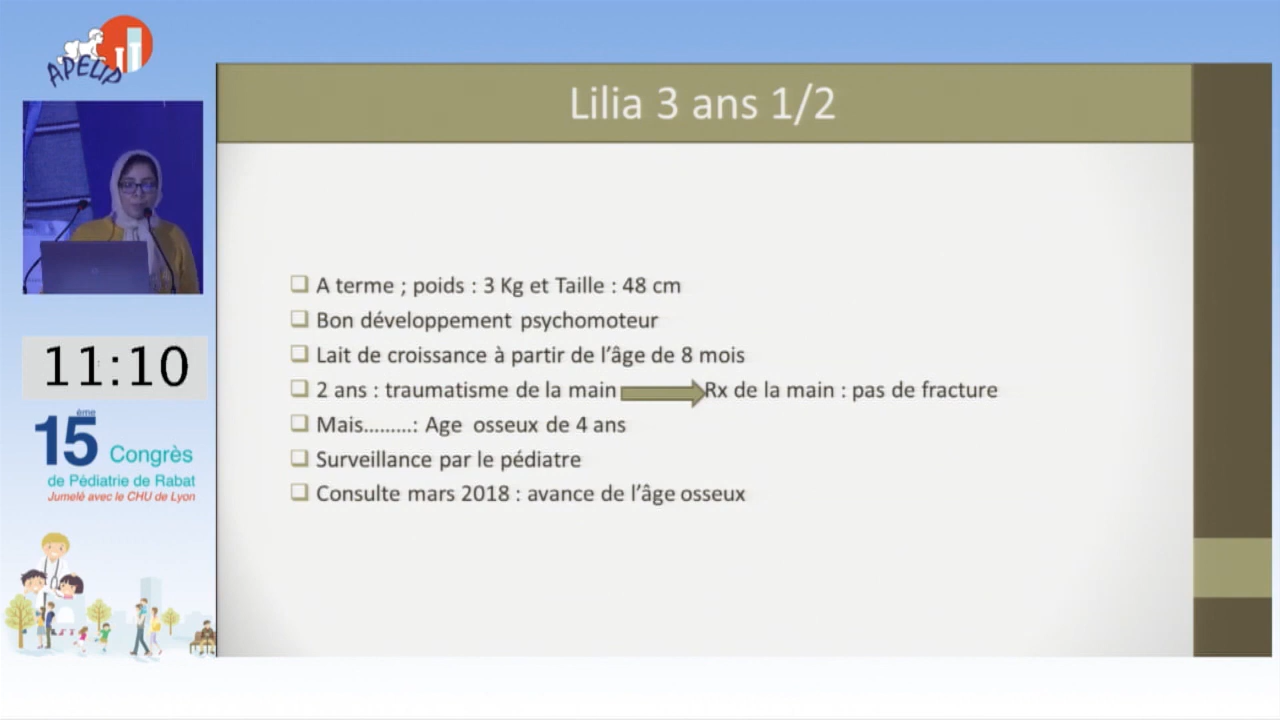 APEUP
Lilia 3 ans 1/2
A terme ; poids : 3 Kg et Taille : 48 cm
Bon développement psychomoteur
Lait de croissance à partir de l’âge de 8 mois
2 ans : traumatisme de la main Rx de la main : pas de fracture
Mais.........: Age osseux de 4 ans
Surveillance par le pédiatre
Consulte mars 2018 : avance de l’âge osseux
11:10
15ème Congrès
de Pédiatrie de Rabat
Jumelé avec le CHU de Lyon